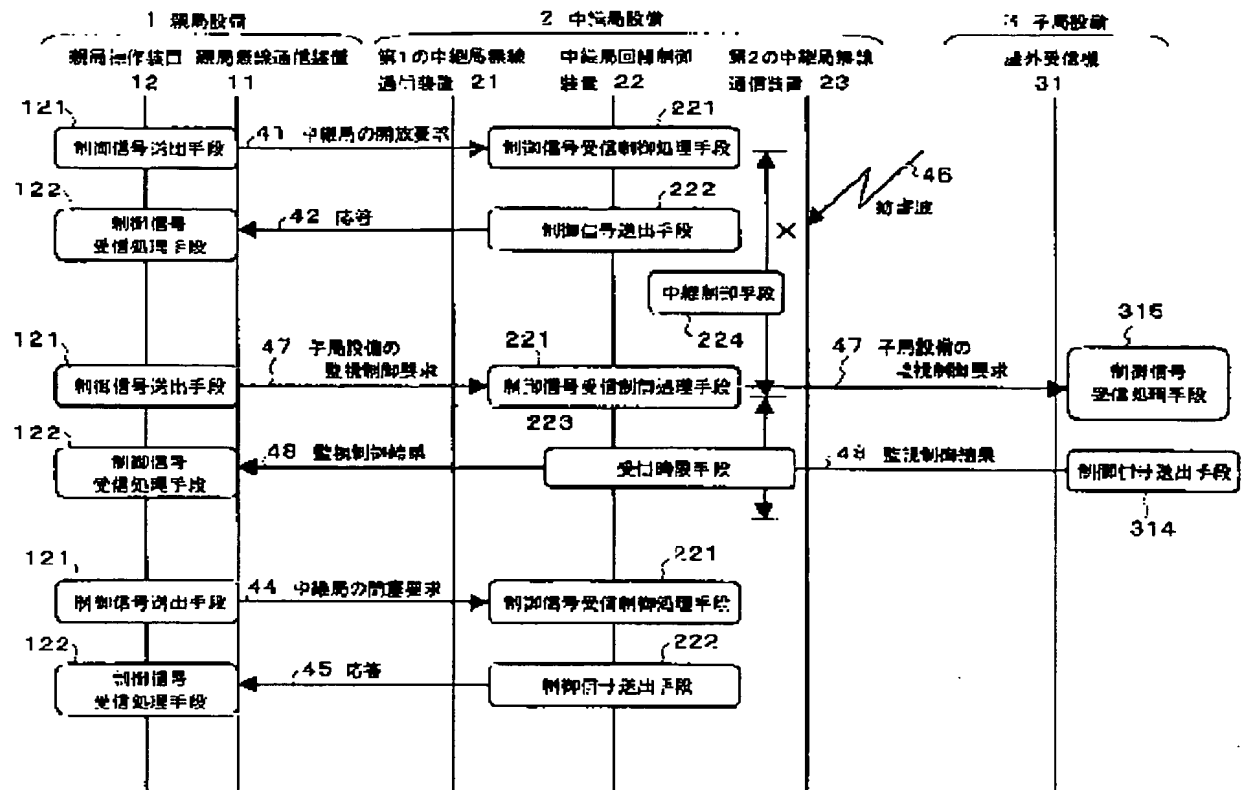 1 親局設備
2 中継局設備
3 子局設備
親局操作装置 親局無線通信装置
12 11
第1の中継局無線
通信装置 21
中継局回線制御
装置 22
第2の中継局無線
通信装置 23
屋外受信機
31
121
制御信号送出手段
41 中継局の開放要求
221
制御信号受信制御処理手段
122
制御信号
受信処理手段
42 応答
222
制御信号送出手段
46
妨害波
中継制御手段
224
121
制御信号送出手段
47 子局設備の
監視制御要求
221
制御信号受信制御処理手段
47 子局設備の
監視制御要求
315
制御信号
受信処理手段
122
制御信号
受信処理手段
48 監視制御結果
223
受信時限手段
48 監視制御結果
制御信号送出手段
314
121
制御信号送出手段
44 中継局の閉塞要求
221
制御信号受信制御処理手段
122
制御信号
受信処理手段
45 応答
222
制御信号送出手段